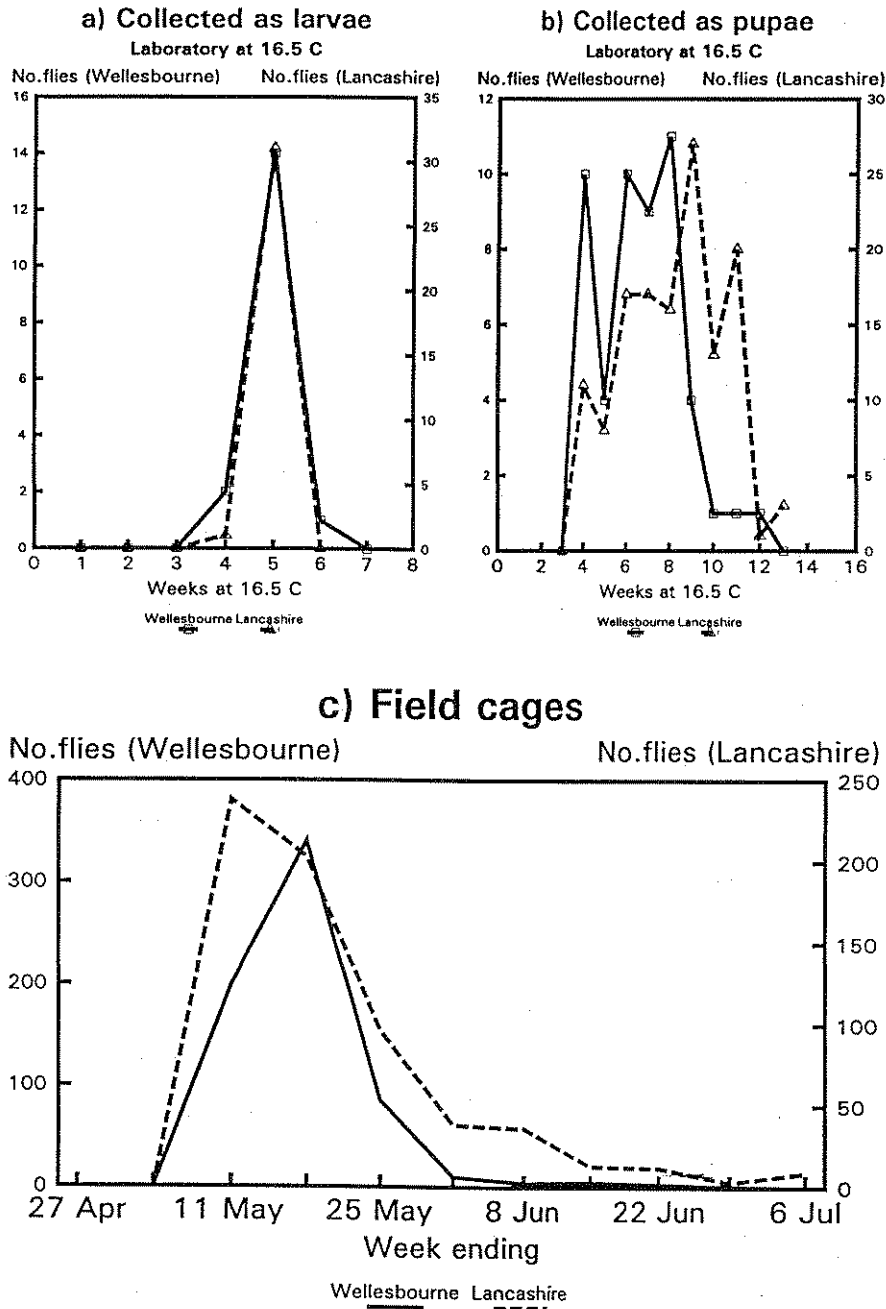 a) Collected as larvae
Laboratory at 16.5 C
No.flies (Wellesbourne) No.flies (Lancashire)
16
14
12
10
8
6
4
2
0
35
30
25
20
15
10
5
0
0 1 2 3 4 5 6 7 8
Weeks at 16.5 C
Wellesbourne Lancashire
b) Collected as pupae
Laboratory at 16.5 C
No.flies (Wellesbourne) No.flies (Lancashire)
12
10
8
6
4
2
0
30
25
20
15
10
5
0
0 2 4 6 8 10 12 14 16
Weeks at 16.5 C
Wellesbourne Lancashire
c) Field cages
No.flies (Wellesbourne) No.flies (Lancashire)
400
300
200
100
0
250
200
150
100
50
0
27 Apr 11 May 25 May 8 Jun 22 Jun 6 Jul
Week ending
Wellesbourne Lancashire